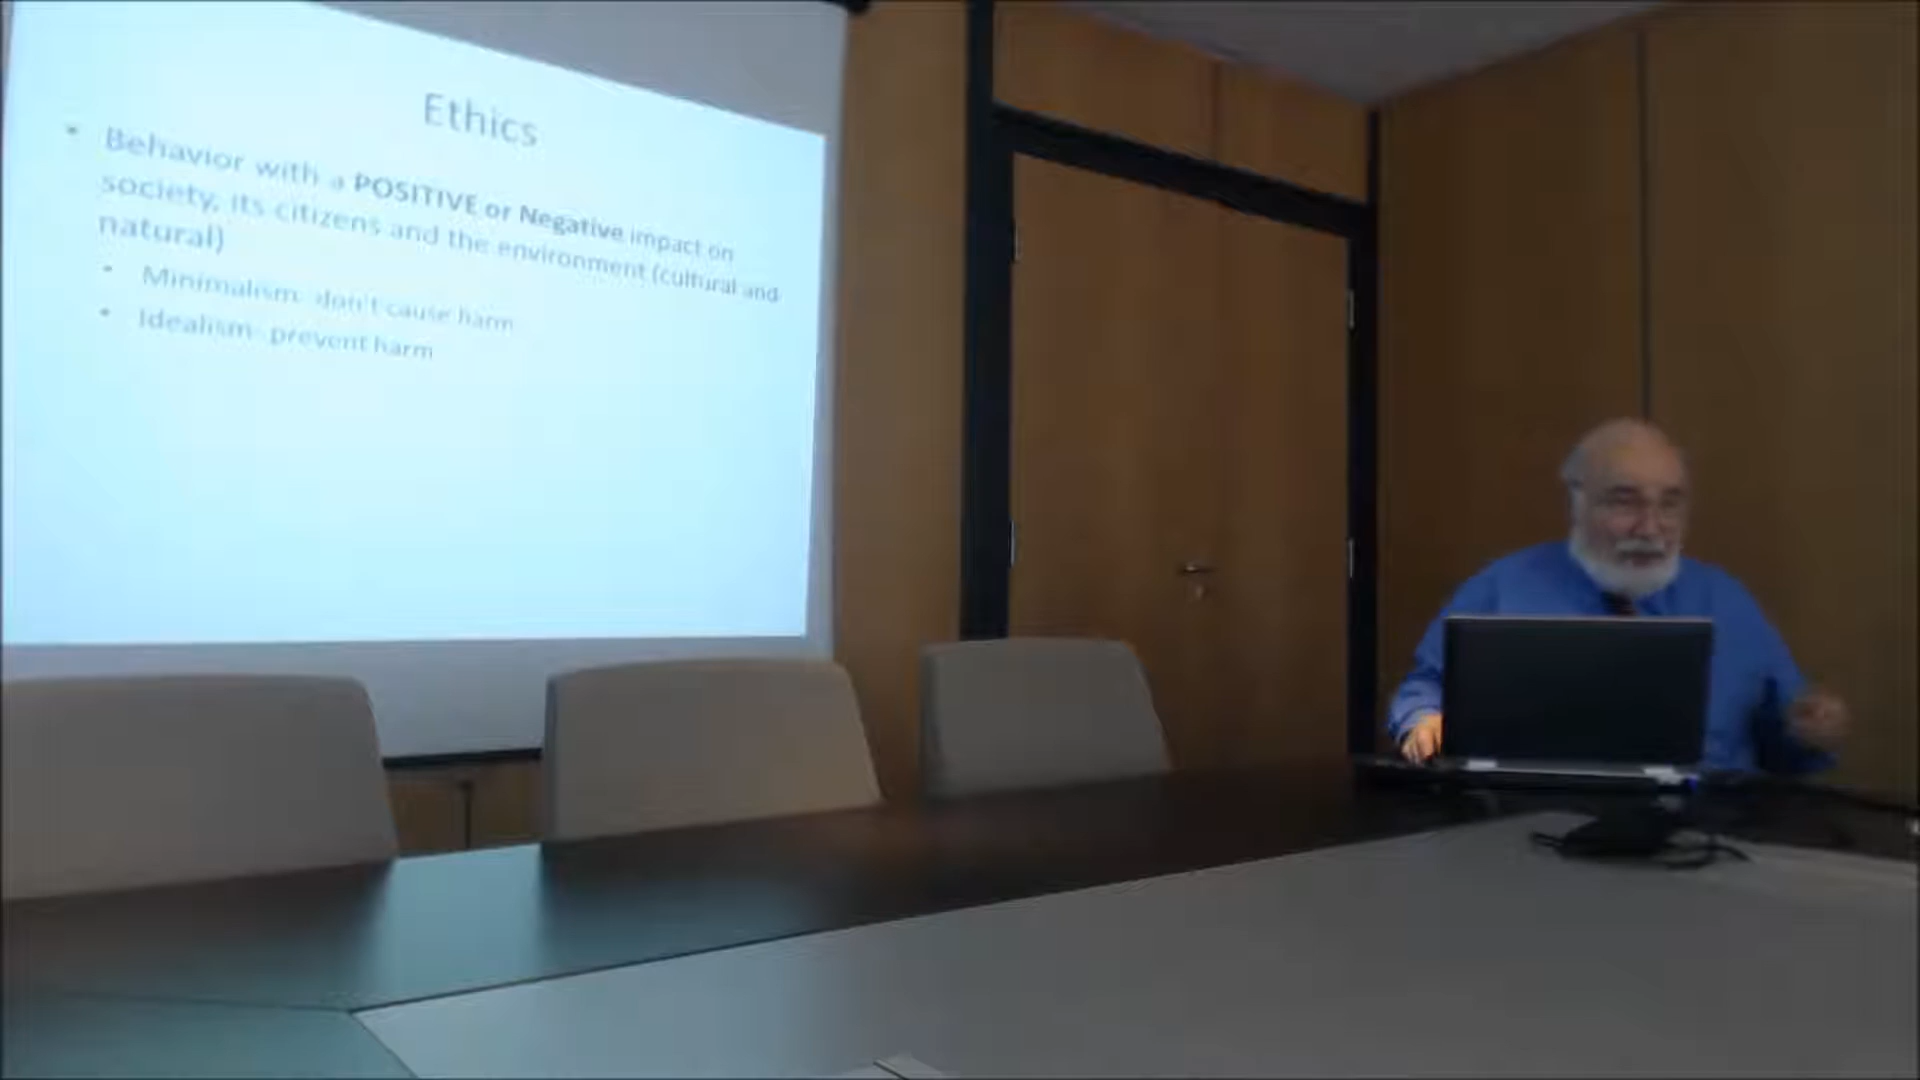 Ethics
• Behavior with a POSITIVE or Negative impact on
society, its citizens and the environment (cultural and
natural)
• Minimalism- don't cause harm
• Idealism- prevent harm